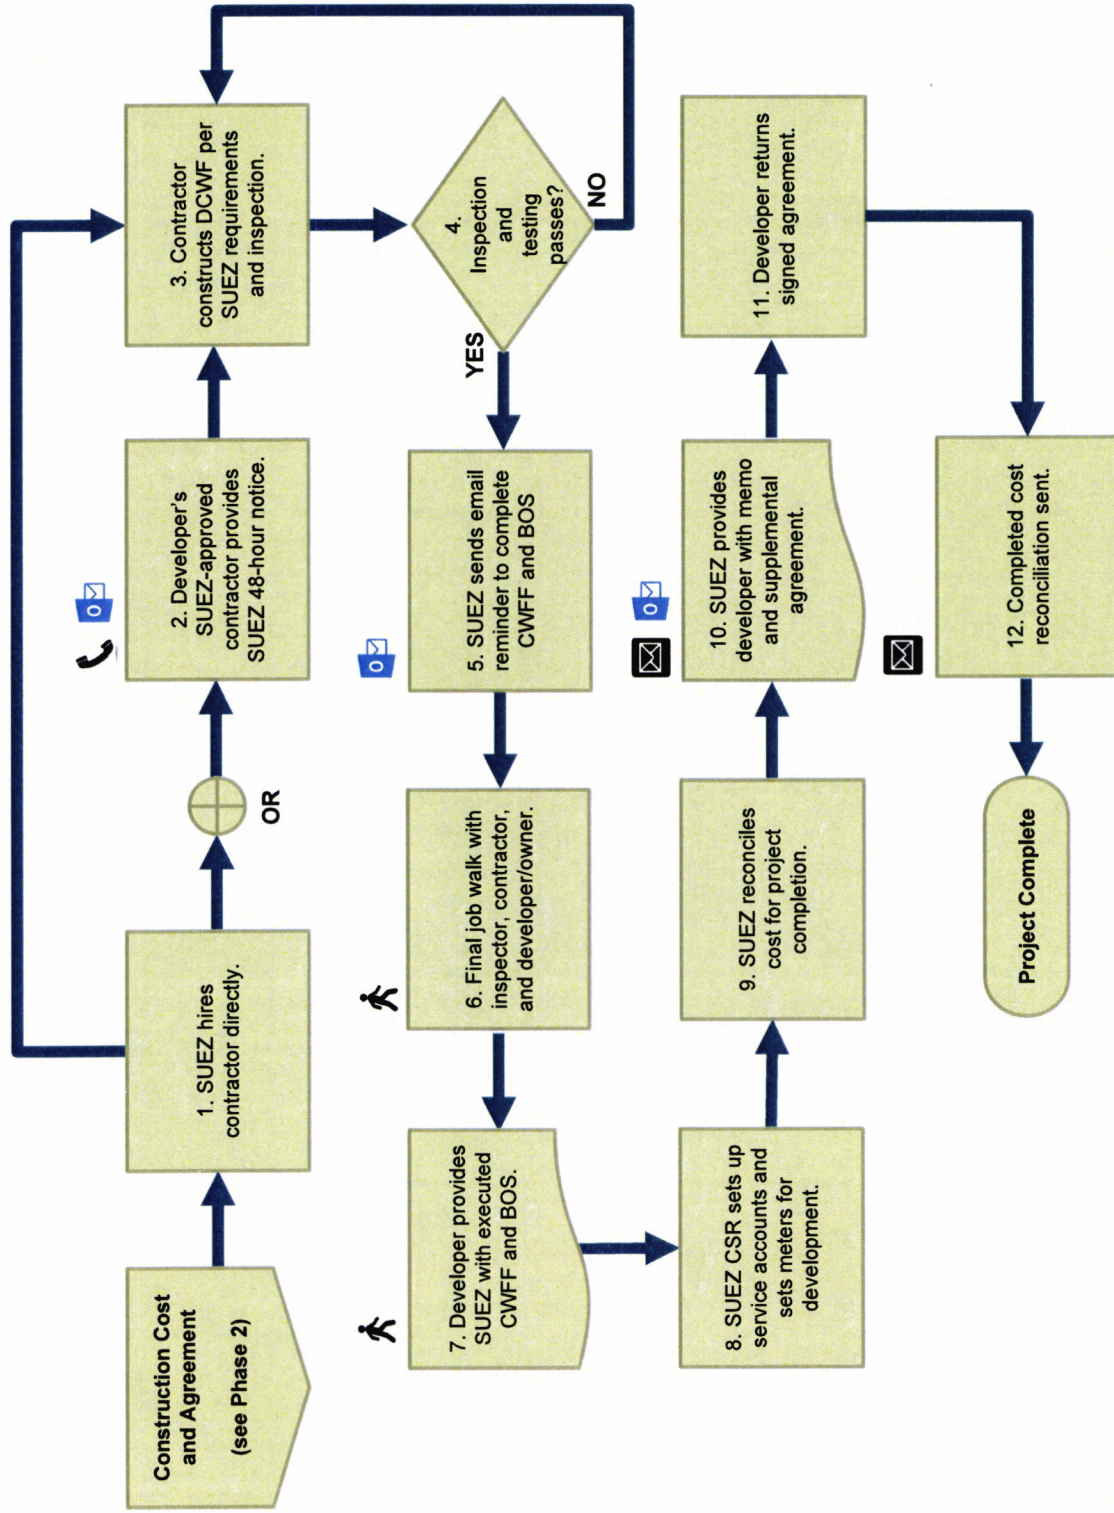 Construction Cost
and Agreement
(see Phase 2)
1. SUEZ hires
contractor directly.
OR
2. Developer's
SUEZ-approved
contractor provides
SUEZ 48-hour notice.
3. Contractor
constructs DCWF per
SUEZ requirements
and inspection.
4.
Inspection
and
testing
passes?
NO
YES
5. SUEZ sends email
reminder to complete
CWFF and BOS
6. Final job walk with
inspector, contractor,
and developer/owner.
7. Developer provides
SUEZ with executed
CWFF and BOS.
8. SUEZ CSR sets up
service accounts and
sets meters for
development.
9. SUEZ reconciles
cost for project
completion.
10. SUEZ provides
developer with memo
and supplemental
agreement.
11. Developer returns
signed agreement.
12. Completed cost
reconciliation sent.
Project Complete